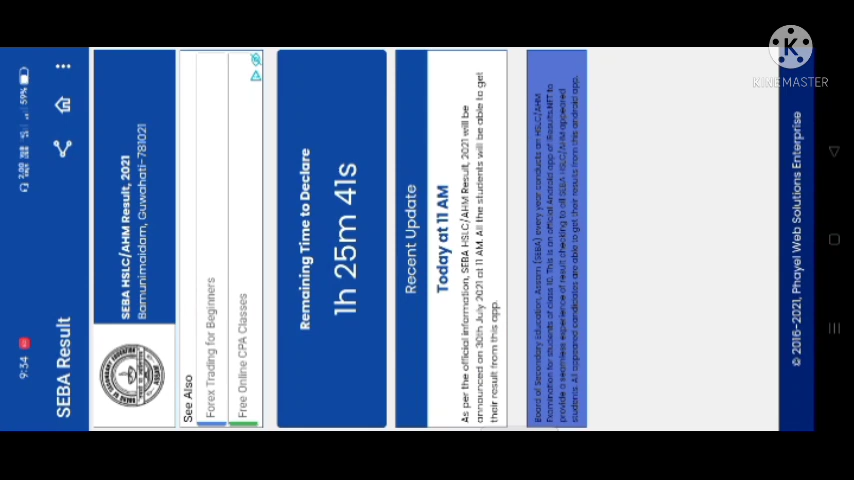 9:34
59%
SEBA Result
SEBA HSLC/AHM Result, 2021
Bamunimaidam, Guwahati-781021
See Also
Forex Trading for Beginners
Free Online CPA Classes
Remaining Time to Declare
1h 25m 41s
Recent Update
Today at 11 AM
As per the official information, SEBA HSLC/AHM Result, 2021 will be
announced on 30th July 2021 at 11 AM. All the students will be able to get
their result from this app.
Board of Secondary Education, Assam (SEBA) every year conducts an HSLC/AHM
Examination for students of class 10. This is an official Android app of iResults.NET to
provide a seamless experience of result checking to all SEBA HSLC/AHM appeared
students. All appeared candidates are able to get their results from this android app.
© 2016-2021, Phayel Web Solutions Enterprise
K
KINEMASTER